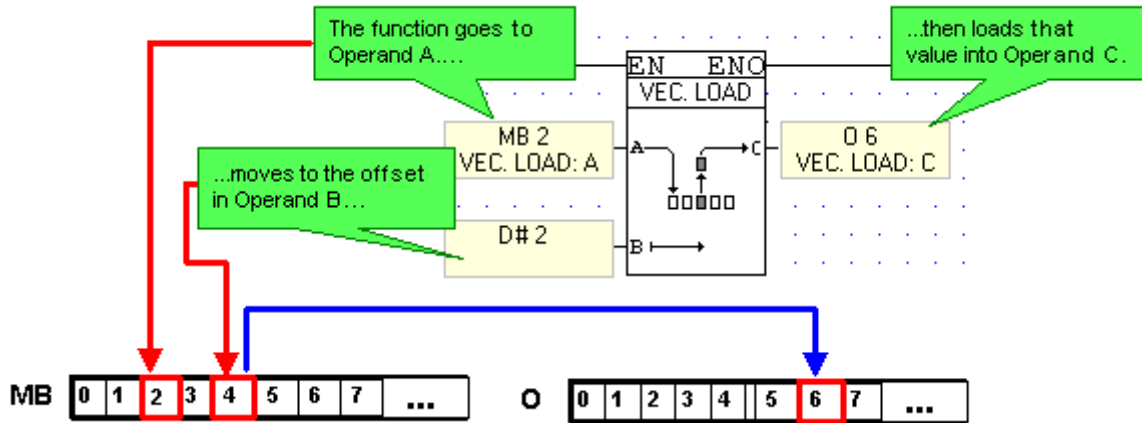 The function goes to
Operand A....
...then loads that
value into Operand C.
EN ENO
VEC. LOAD
MB 2
VEC. LOAD: A
A
C
O 6
VEC. LOAD: C
...moves to the offset
in Operand B...
D# 2
B
MB 0 1 2 3 4 5 6 7 ...
O 0 1 2 3 4 5 6 7 ...